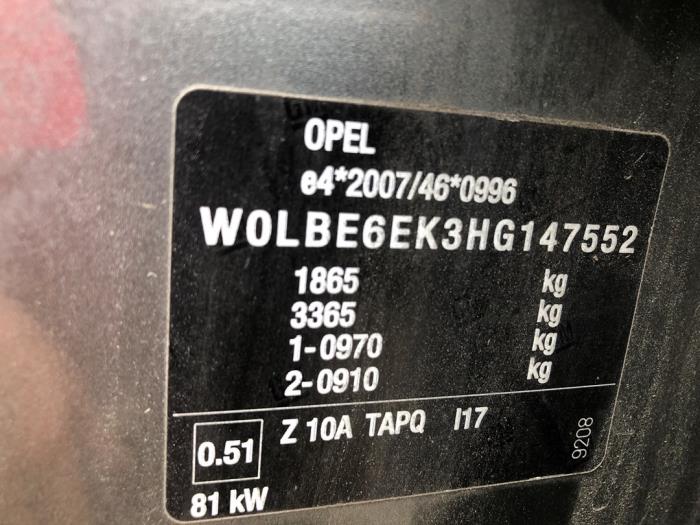 OPEL
e4*2007/46*0996
W0LBE6EK3HG147552
1865 kg
3365 kg
1-0970 kg
2-0910 kg
0.51 Z 10A TAPQ I17
9208
81 kW